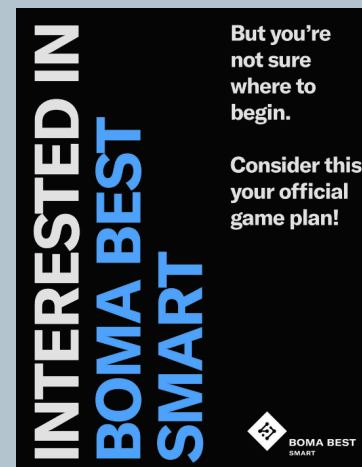 INTERESTED IN
BOMA BEST
SMART
But you're
not sure
where to
begin.
Consider this
your official
game plan!
BOMA BEST
SMART